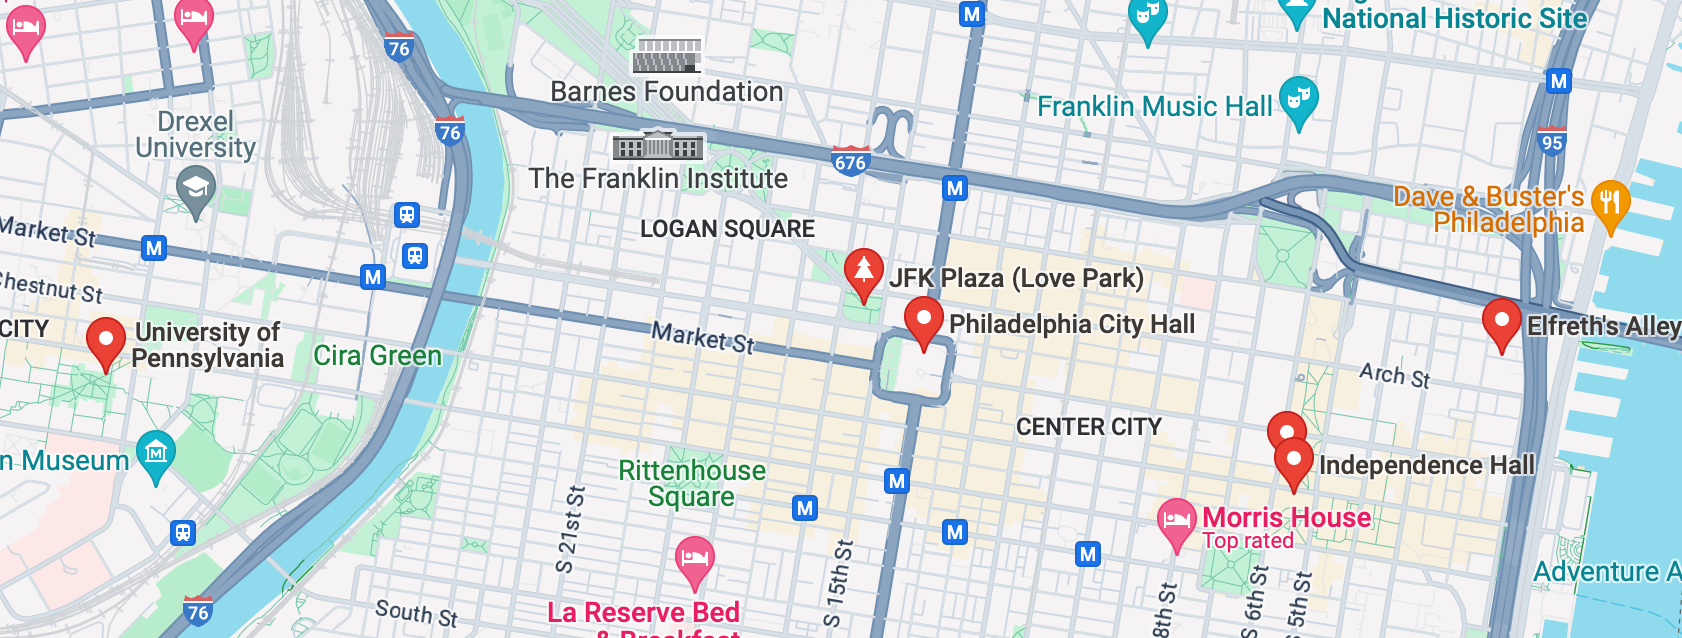 National Historic Site
76
M
Barnes Foundation
M
Franklin Music Hall
Drexel
University
76
95
676
The Franklin Institute
M
Dave & Buster's
Philadelphia
LOGAN SQUARE
Market St
M
M
JFK Plaza (Love Park)
Chestnut St
CITY
University of
Pennsylvania
Cira Green
Market St
Philadelphia City Hall
Elfreth's Alley
Arch St
CENTER CITY
n Museum
Rittenhouse
Square
Independence Hall
M
M
S 21st St
Morris House
Top rated
M
M
S 15th St
8th St
S 6th St
S 5th St
Adventure A
76
South St
La Reserve Bed
& Breakfast